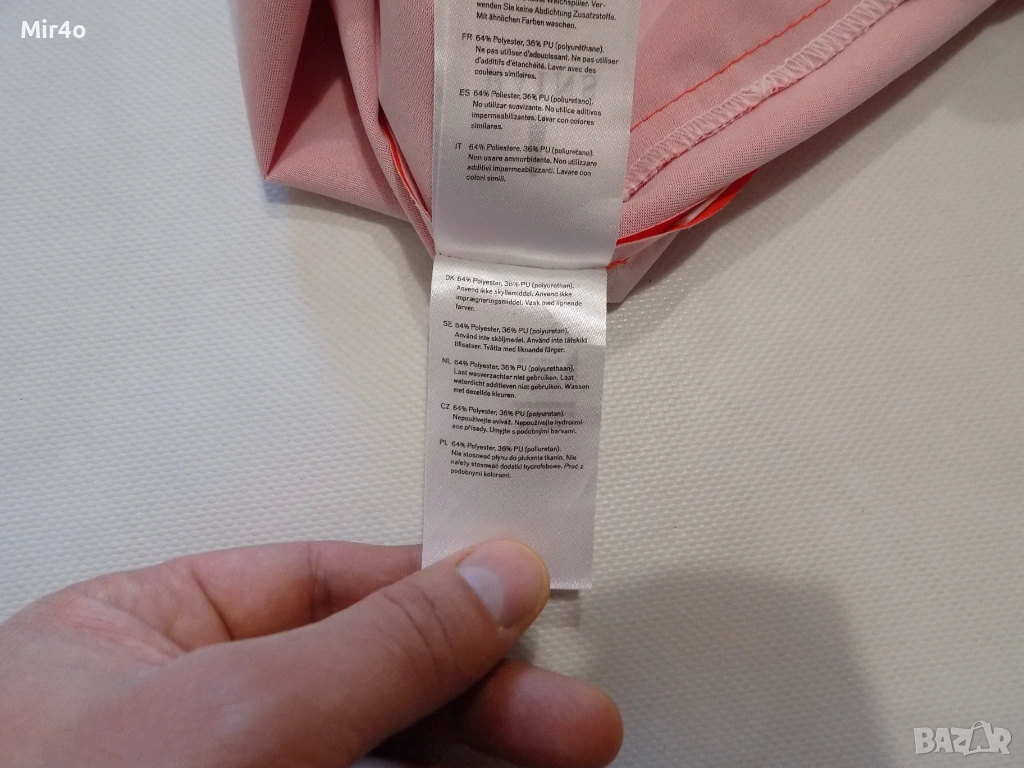 Mir4o
Weichspüler. Ver-
wenden Sie keine Abdichtung Zusatzstoffe.
Mit ähnlichen Farben waschen.
FR 64% Polyester, 36% PU (polyuréthane).
Ne pas utiliser d'adoucissant. Ne pas utiliser
d'additifs d'étanchéité. Laver avec des
couleurs similaires.
ES 64% Poliester, 36% PU (poliuretano).
No utilizar suavizante. No utilice aditivos
impermeabilizantes. Lavar con colores
similares.
IT 64% Poliestere, 36% PU (poliuretano).
Non usare ammorbidente. Non utilizzare
additivi impermeabilizzanti. Lavare con
colori simili.
DK 64% Polyester, 36% PU (polyurethan).
Anvend ikke skyllemiddel. Anvend ikke
imprægneringsmiddel. Vask med lignende
farver.
SE 64% Polyester, 36% PU (polyuretan).
Använd inte sköljmedel. Använd inte tätskikt
tillsatser. Tvätta med liknande färger.
NL 64% Polyester, 36% PU (polyurethaan).
Laat wasverzachter niet gebruiken. Laat
waterdicht additieven niet gebruiken. Wassen
met dezelfde kleuren.
CZ 64% Polyester, 36% PU (polyuretan).
Nepoužívejte aviváž. Nepoužívejte hydroizol-
ace přísady. Umyjte s podobnými barvami.
PL 64% Polyester, 36% PU (poliuretan).
Nie stosować płynu do płukania tkanin. Nie
należy stosować dodatki hydrofobowe. Prać z
podobnymi kolorami.
BAZAR